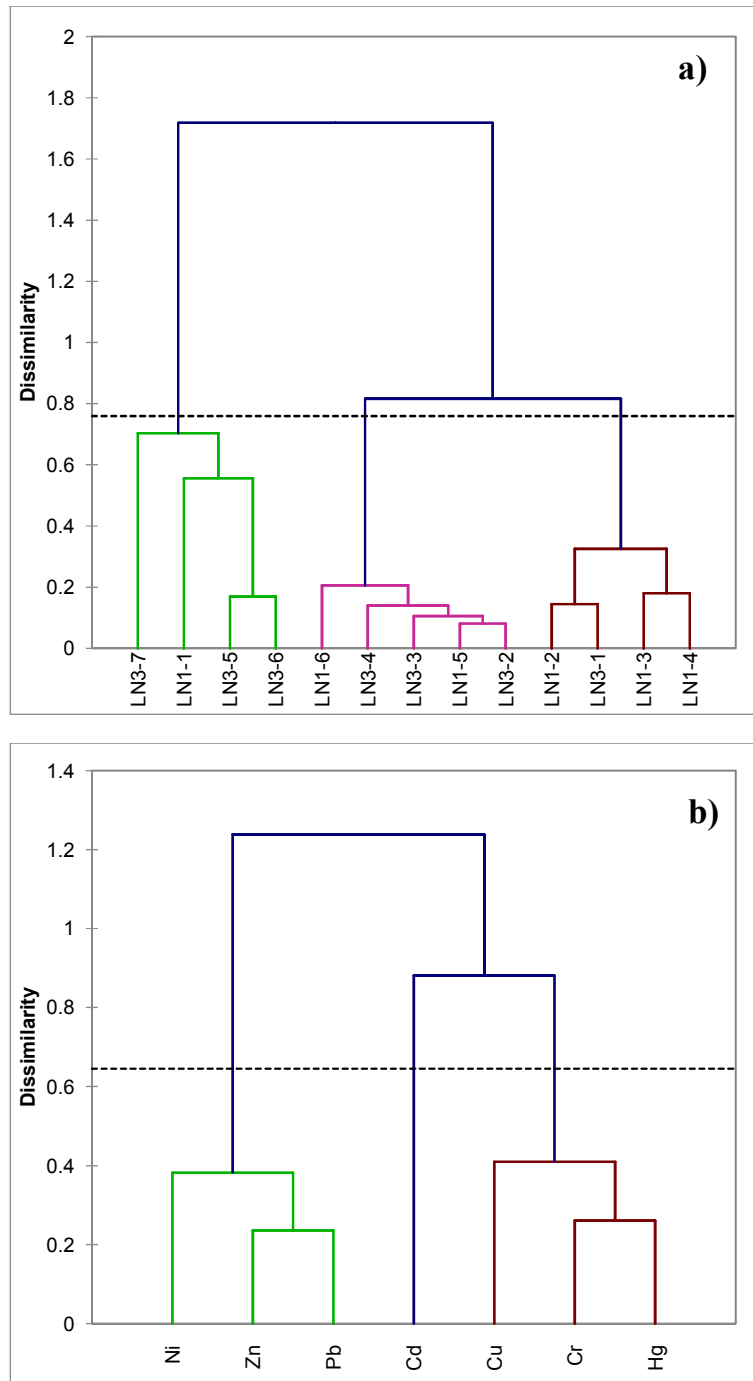 a)
2
1.8
1.6
1.4
1.2
1
0.8
0.6
0.4
0.2
0
Dissimilarity
LN3-7
LN1-1
LN3-5
LN3-6
LN1-6
LN3-4
LN3-3
LN1-5
LN3-2
LN1-2
LN3-1
LN1-3
LN1-4
b)
1.4
1.2
1
0.8
0.6
0.4
0.2
0
Dissimilarity
Ni
Zn
Pb
Cd
Cu
Cr
Hg